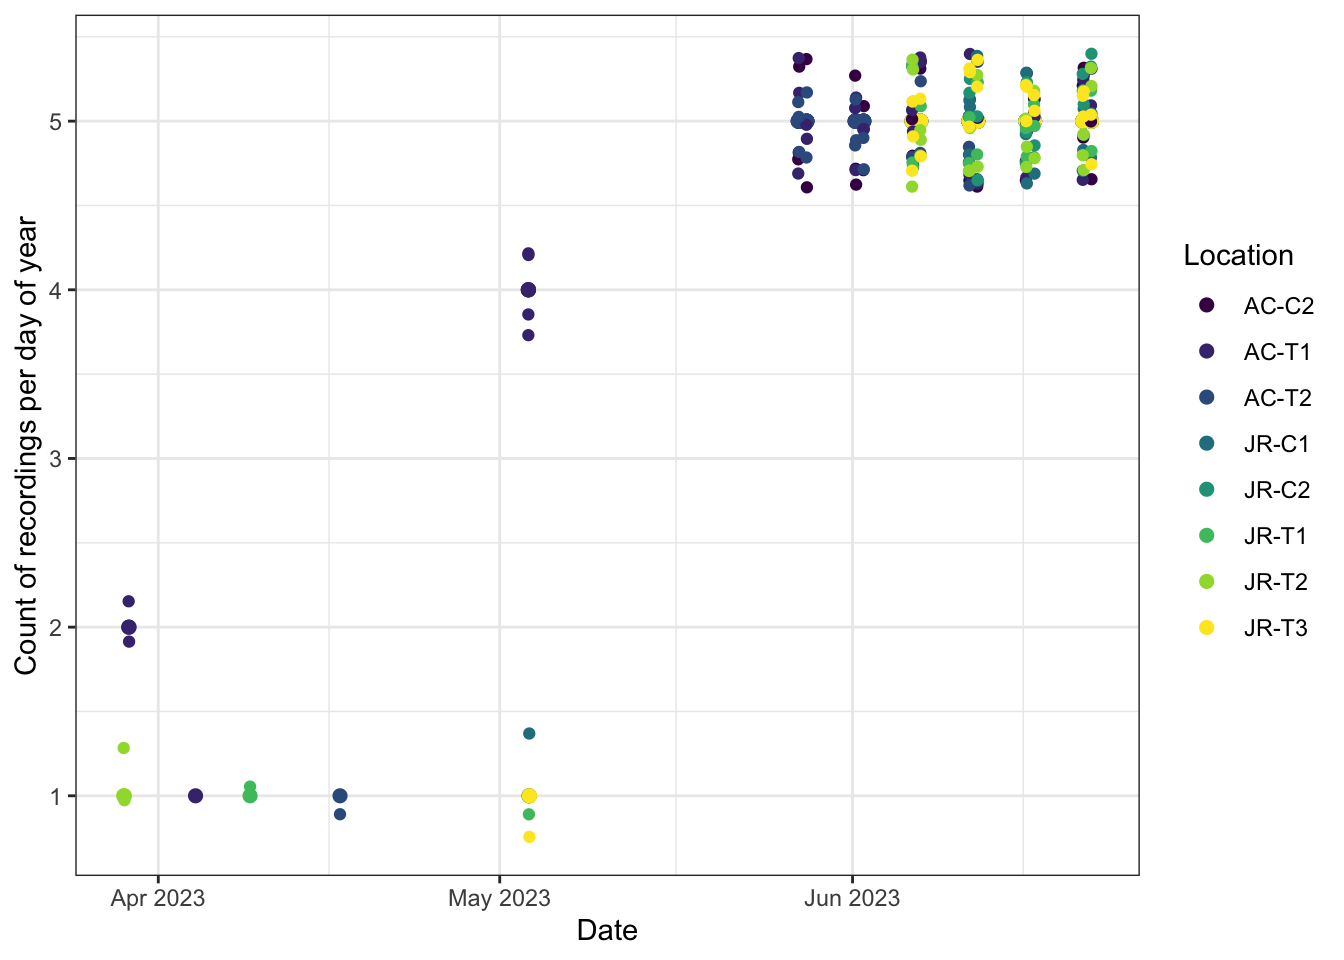 Count of recordings per day of year
5
4
3
2
1
Apr 2023
May 2023
Jun 2023
Date
Location
AC-C2
AC-T1
AC-T2
JR-C1
JR-C2
JR-T1
JR-T2
JR-T3